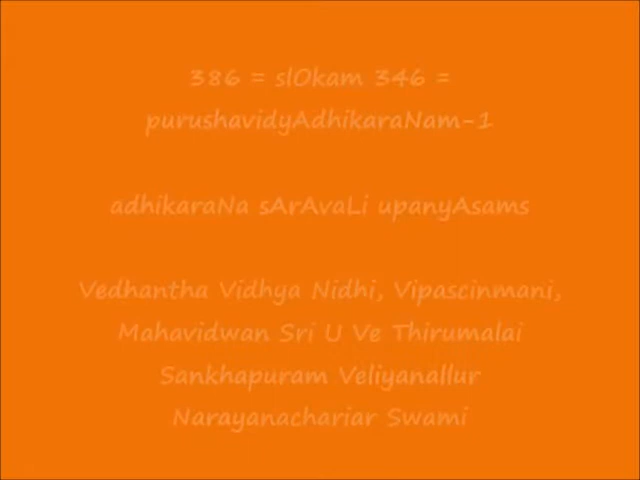 386 = slOkam 346 =
purushavidyAdhikaraNam-1
adhikaraNa sArAvaLi upanyAsams
Vedhantha Vidhya Nidhi, Vipascinmani,
Mahavidwan Sri U Ve Thirumalai
Sankhapuram Veliyanallur
Narayanachariar Swami